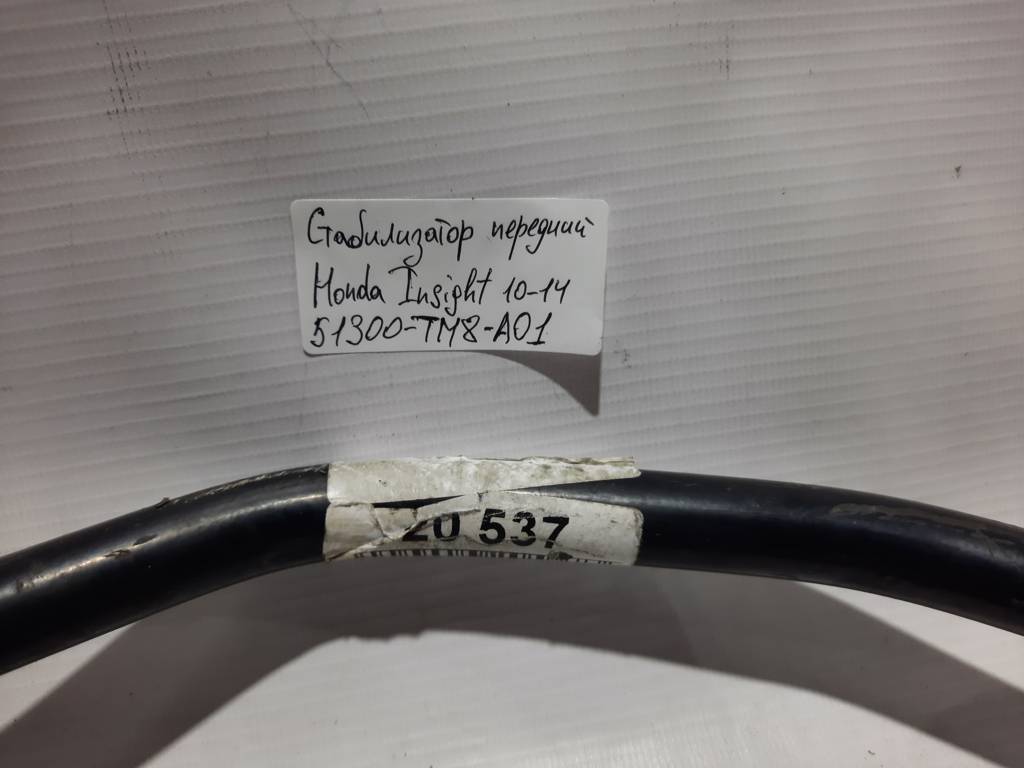 Стабилизатор передний
Honda Insight 10-14
51300-TM8-A01
20 537